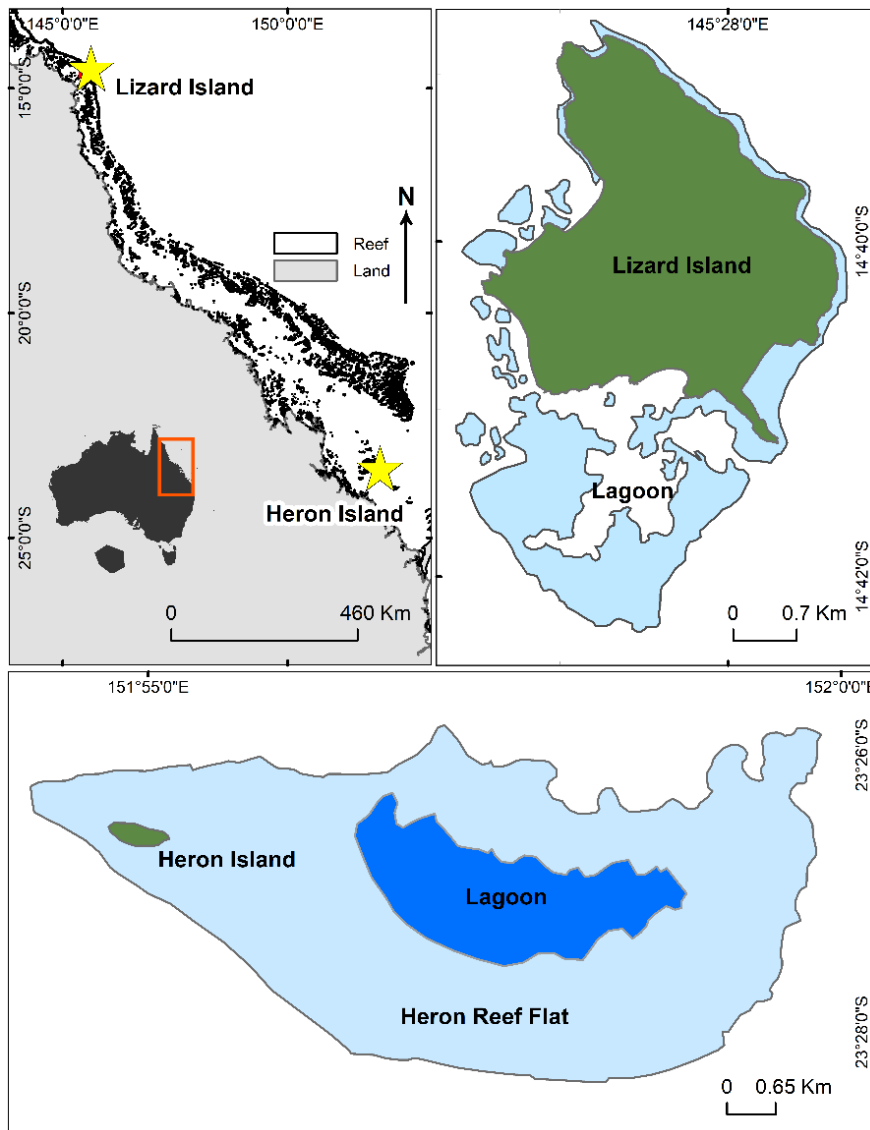 145°0'0"E
150°0'0"E
15°0'0"S
20°0'0"S
25°0'0"S
Lizard Island
N
Reef
Land
Heron Island
0 460 Km
145°28'0"E
14°40'0"S
14°42'0"S
Lizard Island
Lagoon
0 0.7 Km
151°55'0"E
152°0'0"E
23°26'0"S
23°28'0"S
Heron Island
Lagoon
Heron Reef Flat
0 0.65 Km